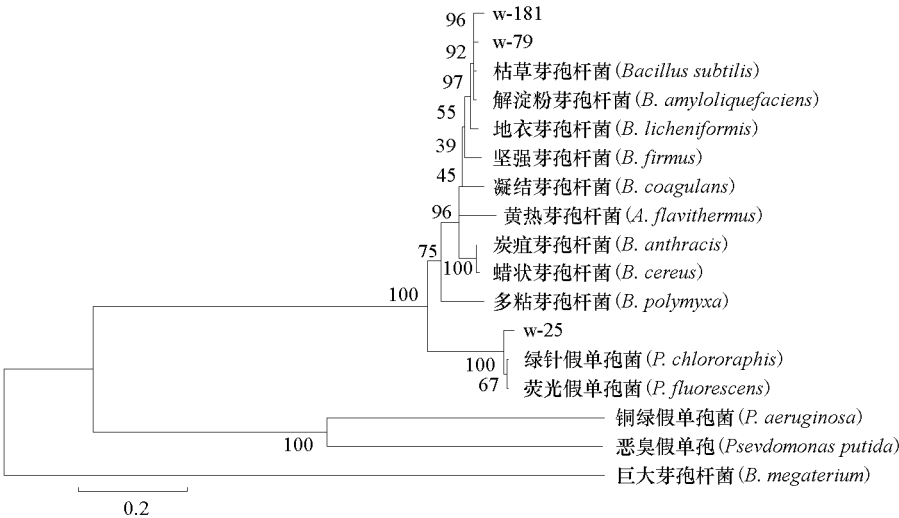 96
w-181
92
w-79
97
枯草芽孢杆菌(Bacillus subtilis)
解淀粉芽孢杆菌(B. amyloliquefaciens)
55
地衣芽孢杆菌(B. licheniformis)
39
坚强芽孢杆菌(B. firmus)
45
凝结芽孢杆菌(B. coagulans)
96
黄热芽孢杆菌(A. flavithermus)
75
炭疽芽孢杆菌(B. anthracis)
100
蜡状芽孢杆菌(B. cereus)
100
多粘芽孢杆菌(B. polymyxa)
w-25
100
绿针假单孢菌(P. chlororaphis)
67
荧光假单孢菌(P. fluorescens)
铜绿假单孢菌(P. aeruginosa)
100
恶臭假单孢(Psevdomonas putida)
巨大芽孢杆菌(B. megaterium)
0.2